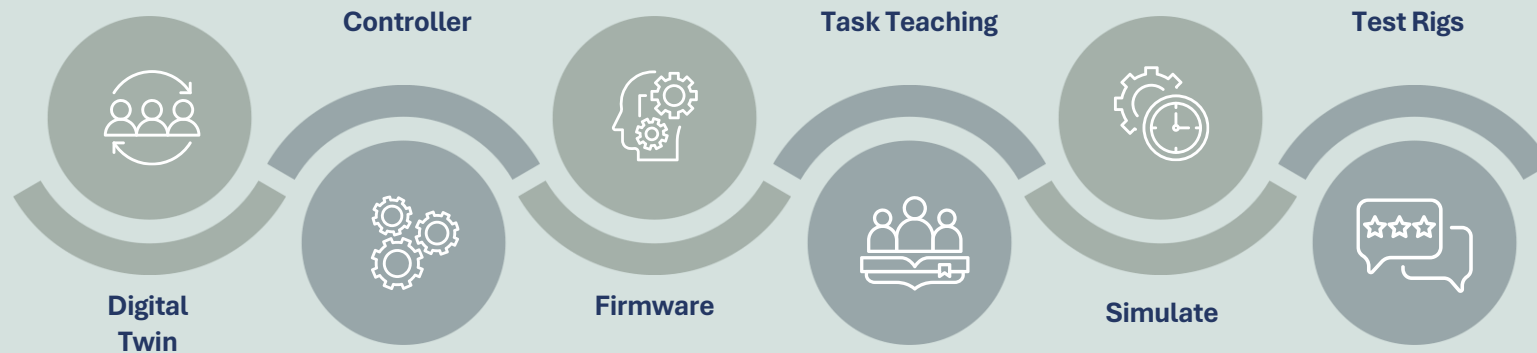 Controller
Task Teaching
Test Rigs
Digital
Twin
Firmware
Simulate